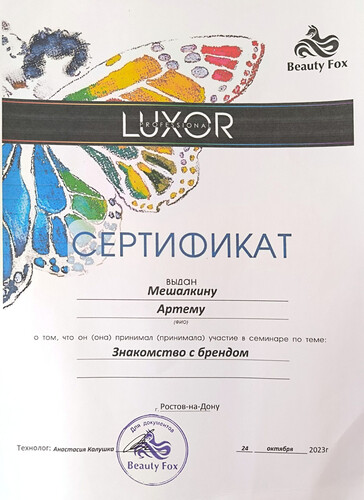 Beauty Fox
LUXOR
PROFESSIONAL
СЕРТИФИКАТ
выдан
Мешалкину
Артему
(ФИО)
о том, что он (она) принимал (принимала) участие в семинаре по теме:
Знакомство с брендом
г. Ростов-на-Дону
Для документов
Технолог: Анастасия Калушка
24 октября 2023г
Beauty Fox